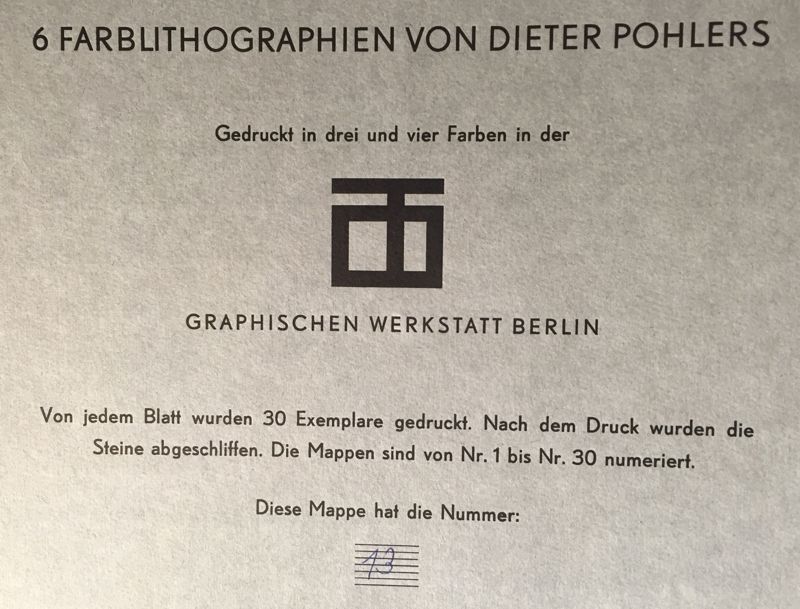 6 FARBLITHOGRAPHIEN VON DIETER POHLERS
Gedruckt in drei und vier Farben in der
GRAPHISCHEN WERKSTATT BERLIN
Von jedem Blatt wurden 30 Exemplare gedruckt. Nach dem Druck wurden die
Steine abgeschliffen. Die Mappen sind von Nr. 1 bis Nr. 30 numeriert.
Diese Mappe hat die Nummer:
13